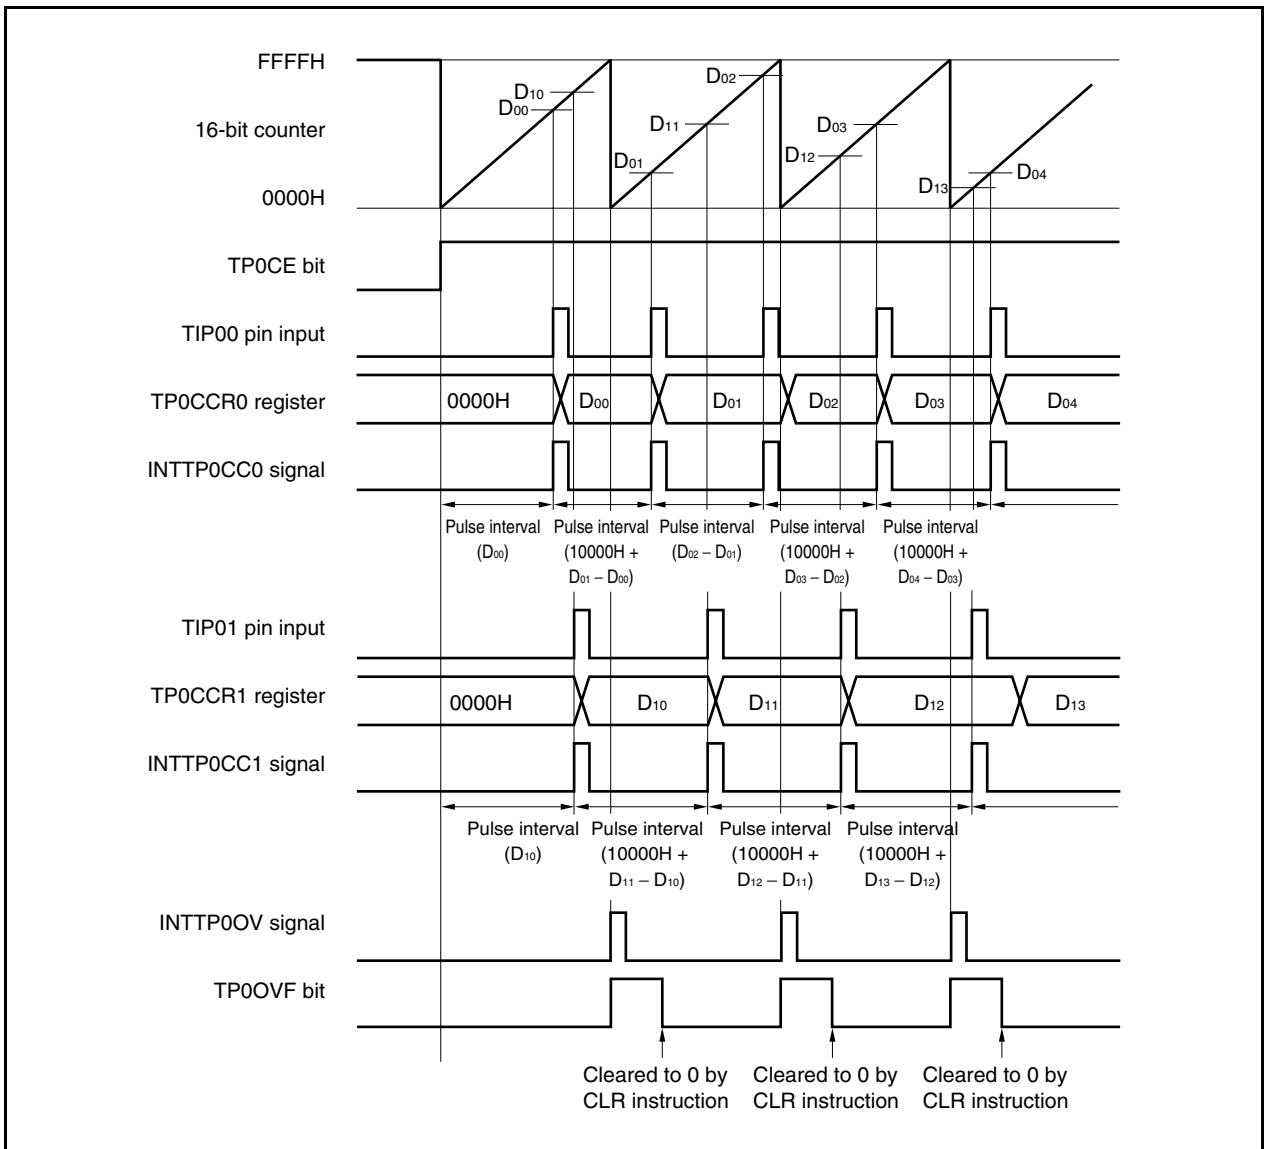 FFFFH
16-bit counter
0000H
D10
D00
D01
D11
D02
D12
D03
D13
D04
TP0CE bit
TIP00 pin input
TP0CCR0 register
0000H D00 D01 D02 D03 D04
INTTP0CC0 signal
Pulse interval
(D00)
Pulse interval
(10000H +
D01 – D00)
Pulse interval
(D02 – D01)
Pulse interval
(10000H +
D03 – D02)
Pulse interval
(10000H +
D04 – D03)
TIP01 pin input
TP0CCR1 register
0000H D10 D11 D12 D13
INTTP0CC1 signal
Pulse interval
(D10)
Pulse interval
(10000H +
D11 – D10)
Pulse interval
(10000H +
D12 – D11)
Pulse interval
(10000H +
D13 – D12)
INTTP0OV signal
TP0OVF bit
Cleared to 0 by
CLR instruction
Cleared to 0 by
CLR instruction
Cleared to 0 by
CLR instruction